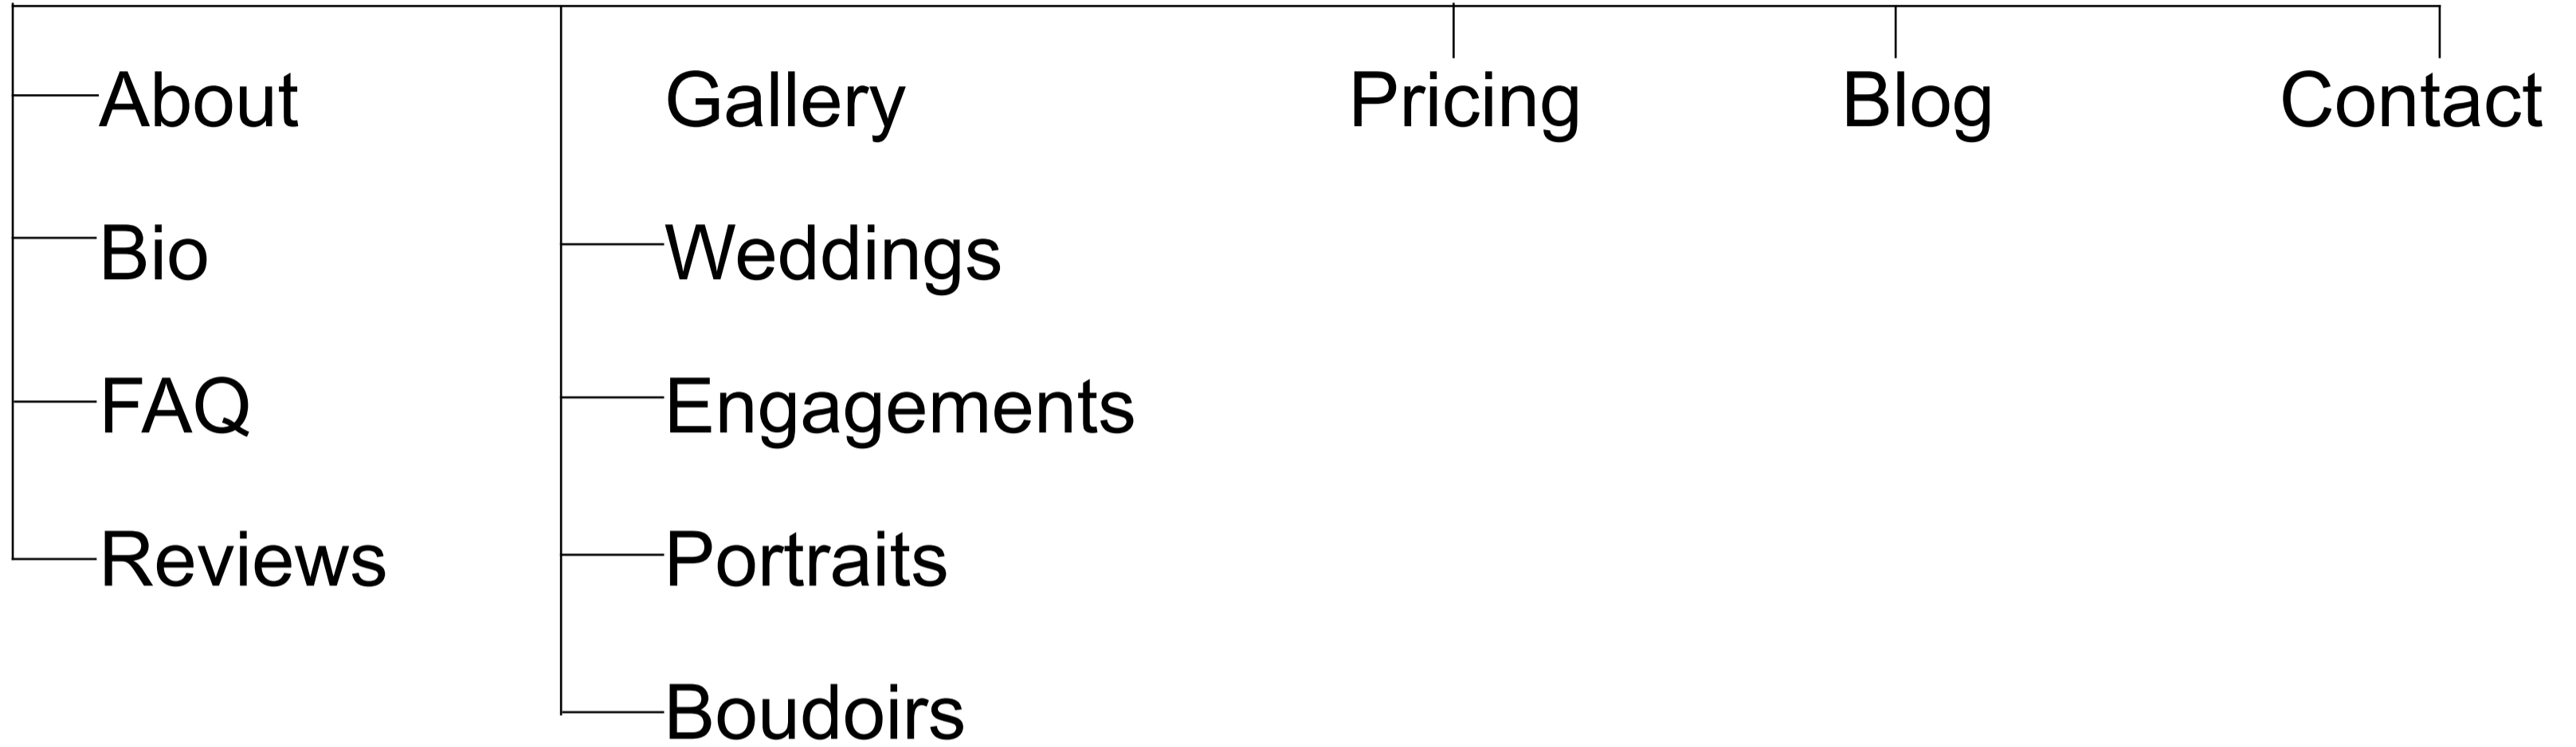 About
Gallery
Pricing
Blog
Contact
Bio
Weddings
FAQ
Engagements
Reviews
Portraits
Boudoirs